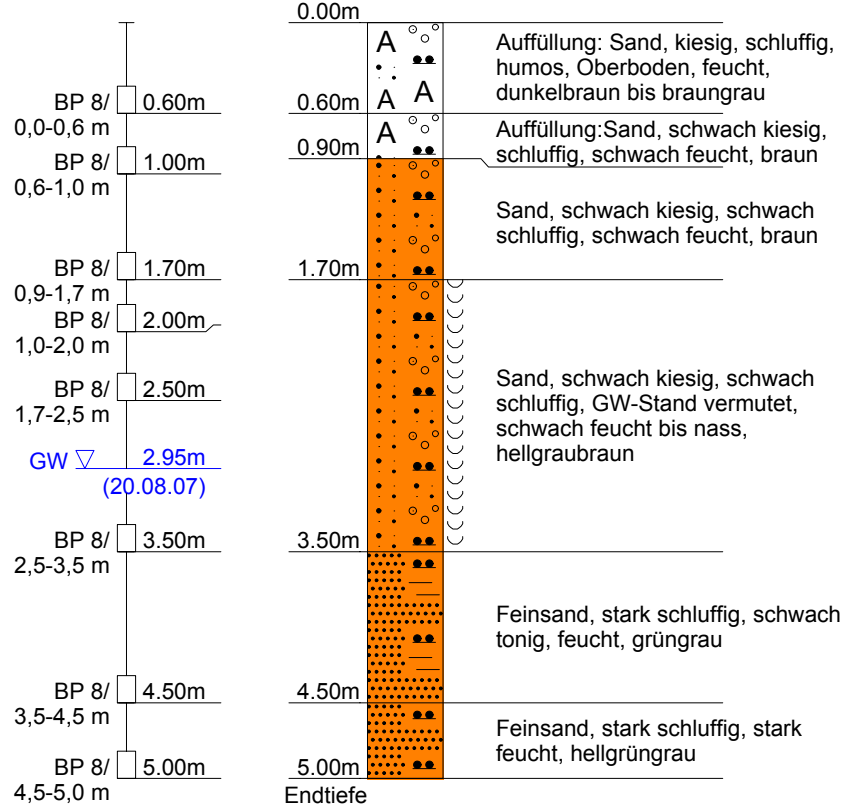 0.00m
A
Auffüllung: Sand, kiesig, schluffig,
humos, Oberboden, feucht,
dunkelbraun bis braungrau
BP 8/ 0.60m
0,0-0,6 m
0.60m
A A
A
Auffüllung:Sand, schwach kiesig,
schluffig, schwach feucht, braun
0.90m
BP 8/ 1.00m
0,6-1,0 m
Sand, schwach kiesig, schwach
schluffig, schwach feucht, braun
BP 8/ 1.70m
0,9-1,7 m
1.70m
BP 8/ 2.00m
1,0-2,0 m
BP 8/ 2.50m
1,7-2,5 m
Sand, schwach kiesig, schwach
schluffig, GW-Stand vermutet,
schwach feucht bis nass,
hellgraubraun
GW 2.95m
(20.08.07)
BP 8/ 3.50m
2,5-3,5 m
3.50m
Feinsand, stark schluffig, schwach
tonig, feucht, grüngrau
BP 8/ 4.50m
3,5-4,5 m
4.50m
Feinsand, stark schluffig, stark
feucht, hellgrüngrau
BP 8/ 5.00m
4,5-5,0 m
5.00m
Endtiefe